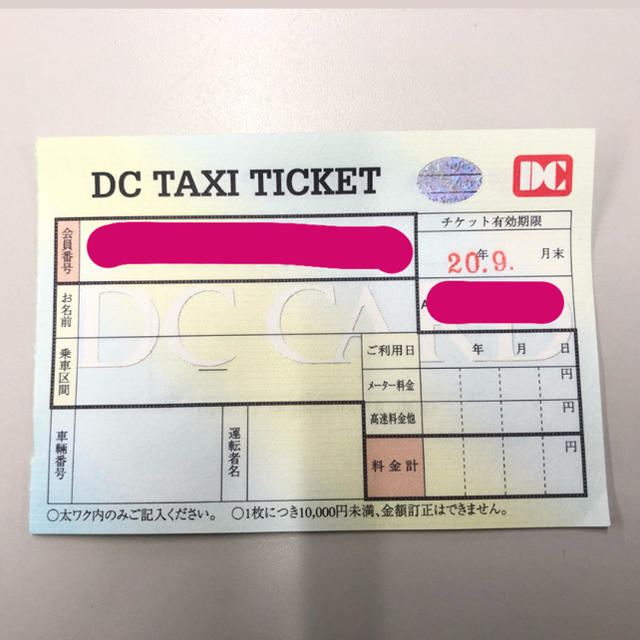 DC TAXI TICKET
DC
会員番号
チケット有効期限
20年9.月末
お名前
A
DC CARD
乗車区間
ご利用日 年 月 日
メーター料金 円
高速料金他 円
車輛番号
運転者名
料金計 円
○太ワク内のみご記入ください。 ○1枚につき10,000円未満、金額訂正はできません。